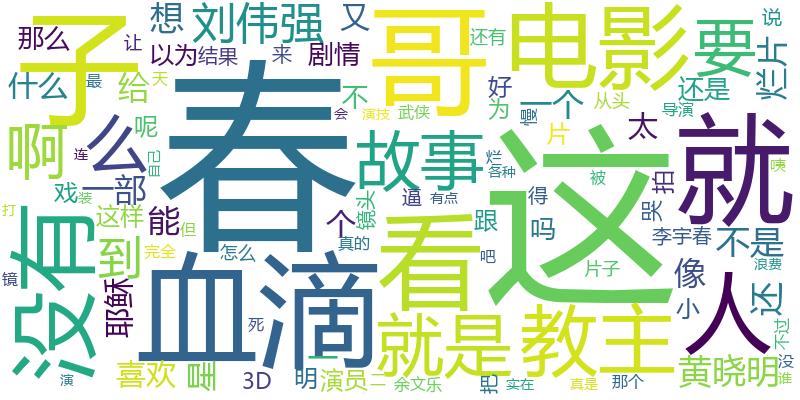 子
想
刘伟强
又
哥
电影
要
说
烂片
那么
让
以为
结果
来
剧情
还有
什么
最
给
天
不
好
为
一个
从头
还是
导演
春
会
演技
武侠
慢
片
太
啊
么
呢
连
自己
故事
烂
各种
这
就
被
咦
一部
戏
装
能
个
镜头
逼
有点
得
哭
拍
没有
打
到
这样
但
真的
看
跟
吗
李宇春
不是
浪费
耶稣
完全
怎么
吧
片子
像
还
人
血滴
镜
死
小
不过
就是
教主
喜欢
星
3D
明
一
演员
二
余文乐
把
实在
真是
那个
黄晓明
没
谁
演